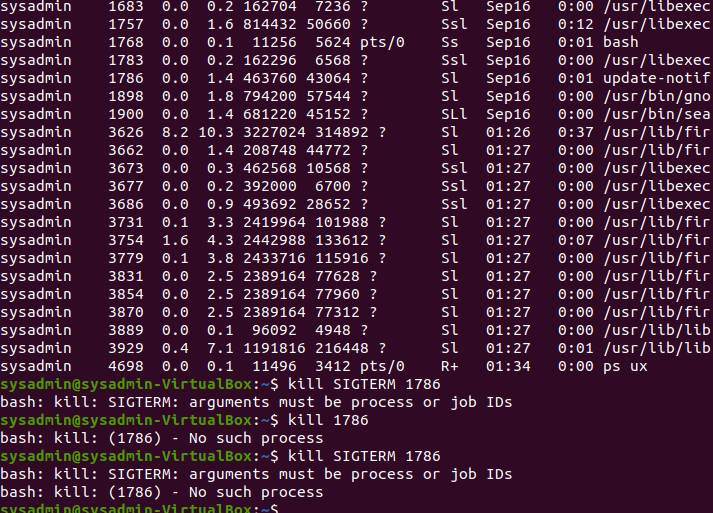 sysadmin 1683 0.0 0.2 162704 7236 ? Sl Sep16 0:00 /usr/libexec
sysadmin 1757 0.0 1.6 814432 50660 ? Ssl Sep16 0:12 /usr/libexec
sysadmin 1768 0.0 0.1 11256 5624 pts/0 Ss Sep16 0:01 bash
sysadmin 1783 0.0 0.2 162296 6568 ? Ssl Sep16 0:00 /usr/libexec
sysadmin 1786 0.0 1.4 463760 43064 ? Sl Sep16 0:01 update-notif
sysadmin 1898 0.0 1.8 794200 57544 ? Sl Sep16 0:00 /usr/bin/gno
sysadmin 1900 0.0 1.4 681220 45152 ? SLl Sep16 0:00 /usr/bin/sea
sysadmin 3626 8.2 10.3 3227024 314892 ? Sl 01:26 0:37 /usr/lib/fir
sysadmin 3662 0.0 1.4 208748 44772 ? Sl 01:27 0:00 /usr/lib/fir
sysadmin 3673 0.0 0.3 462568 10568 ? Ssl 01:27 0:00 /usr/libexec
sysadmin 3677 0.0 0.2 392000 6700 ? Ssl 01:27 0:00 /usr/libexec
sysadmin 3686 0.0 0.9 493692 28652 ? Ssl 01:27 0:00 /usr/libexec
sysadmin 3731 0.1 3.3 2419964 101988 ? Sl 01:27 0:00 /usr/lib/fir
sysadmin 3754 1.6 4.3 2442988 133612 ? Sl 01:27 0:07 /usr/lib/fir
sysadmin 3779 0.1 3.8 2433716 115916 ? Sl 01:27 0:00 /usr/lib/fir
sysadmin 3831 0.0 2.5 2389164 77628 ? Sl 01:27 0:00 /usr/lib/fir
sysadmin 3854 0.0 2.5 2389164 77960 ? Sl 01:27 0:00 /usr/lib/fir
sysadmin 3870 0.0 2.5 2389164 77312 ? Sl 01:27 0:00 /usr/lib/fir
sysadmin 3889 0.0 0.1 96092 4948 ? Sl 01:27 0:00 /usr/lib/lib
sysadmin 3929 0.4 7.1 1191816 216448 ? Sl 01:27 0:01 /usr/lib/lib
sysadmin 4698 0.0 0.1 11496 3412 pts/0 R+ 01:34 0:00 ps ux
sysadmin@sysadmin-VirtualBox:~$ kill SIGTERM 1786
bash: kill: SIGTERM: arguments must be process or job IDs
sysadmin@sysadmin-VirtualBox:~$ kill 1786
bash: kill: (1786) - No such process
sysadmin@sysadmin-VirtualBox:~$ kill SIGTERM 1786
bash: kill: SIGTERM: arguments must be process or job IDs
bash: kill: (1786) - No such process
sysadmin@sysadmin-VirtualBox:~$